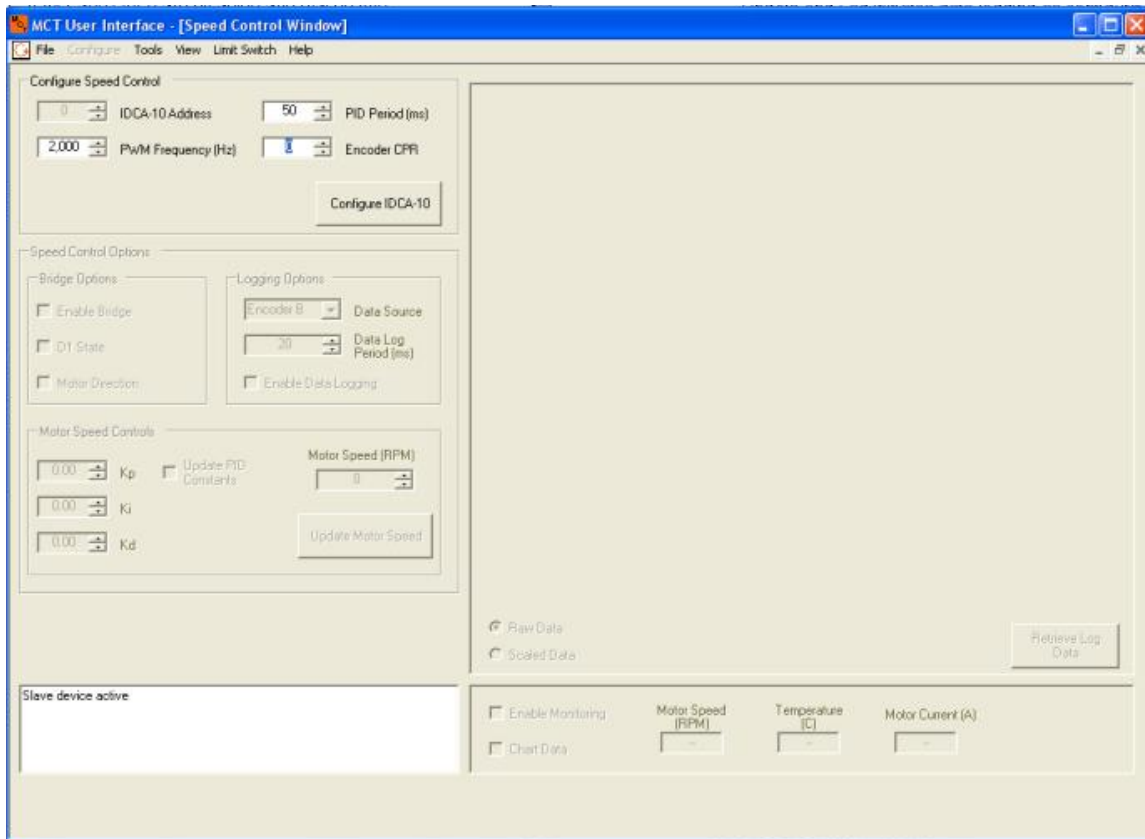 MCT User Interface - [Speed Control Window]
File Configure Tools View Limit Switch Help
Configure Speed Control
0 IDCA-10 Address 50 PID Period (ms)
2,000 PWM Frequency (Hz) 0 Encoder CPR
Configure IDCA-10
Speed Control Options
Bridge Options
Enable Bridge
D1 State
Motor Direction
Logging Options
Encoder B Data Source
20 Data Log
Period (ms)
Enable Data Logging
Motor Speed Controls
0.00 Kp
Update PID
Constants
0.00 Ki
0.00 Kd
Motor Speed (RPM)
0
Update Motor Speed
Raw Data
Scaled Data
Retrieve Log
Data
Slave device active
Enable Monitoring
Chart Data
Motor Speed
(RPM)
-
Temperature
(C)
-
Motor Current (A)
-